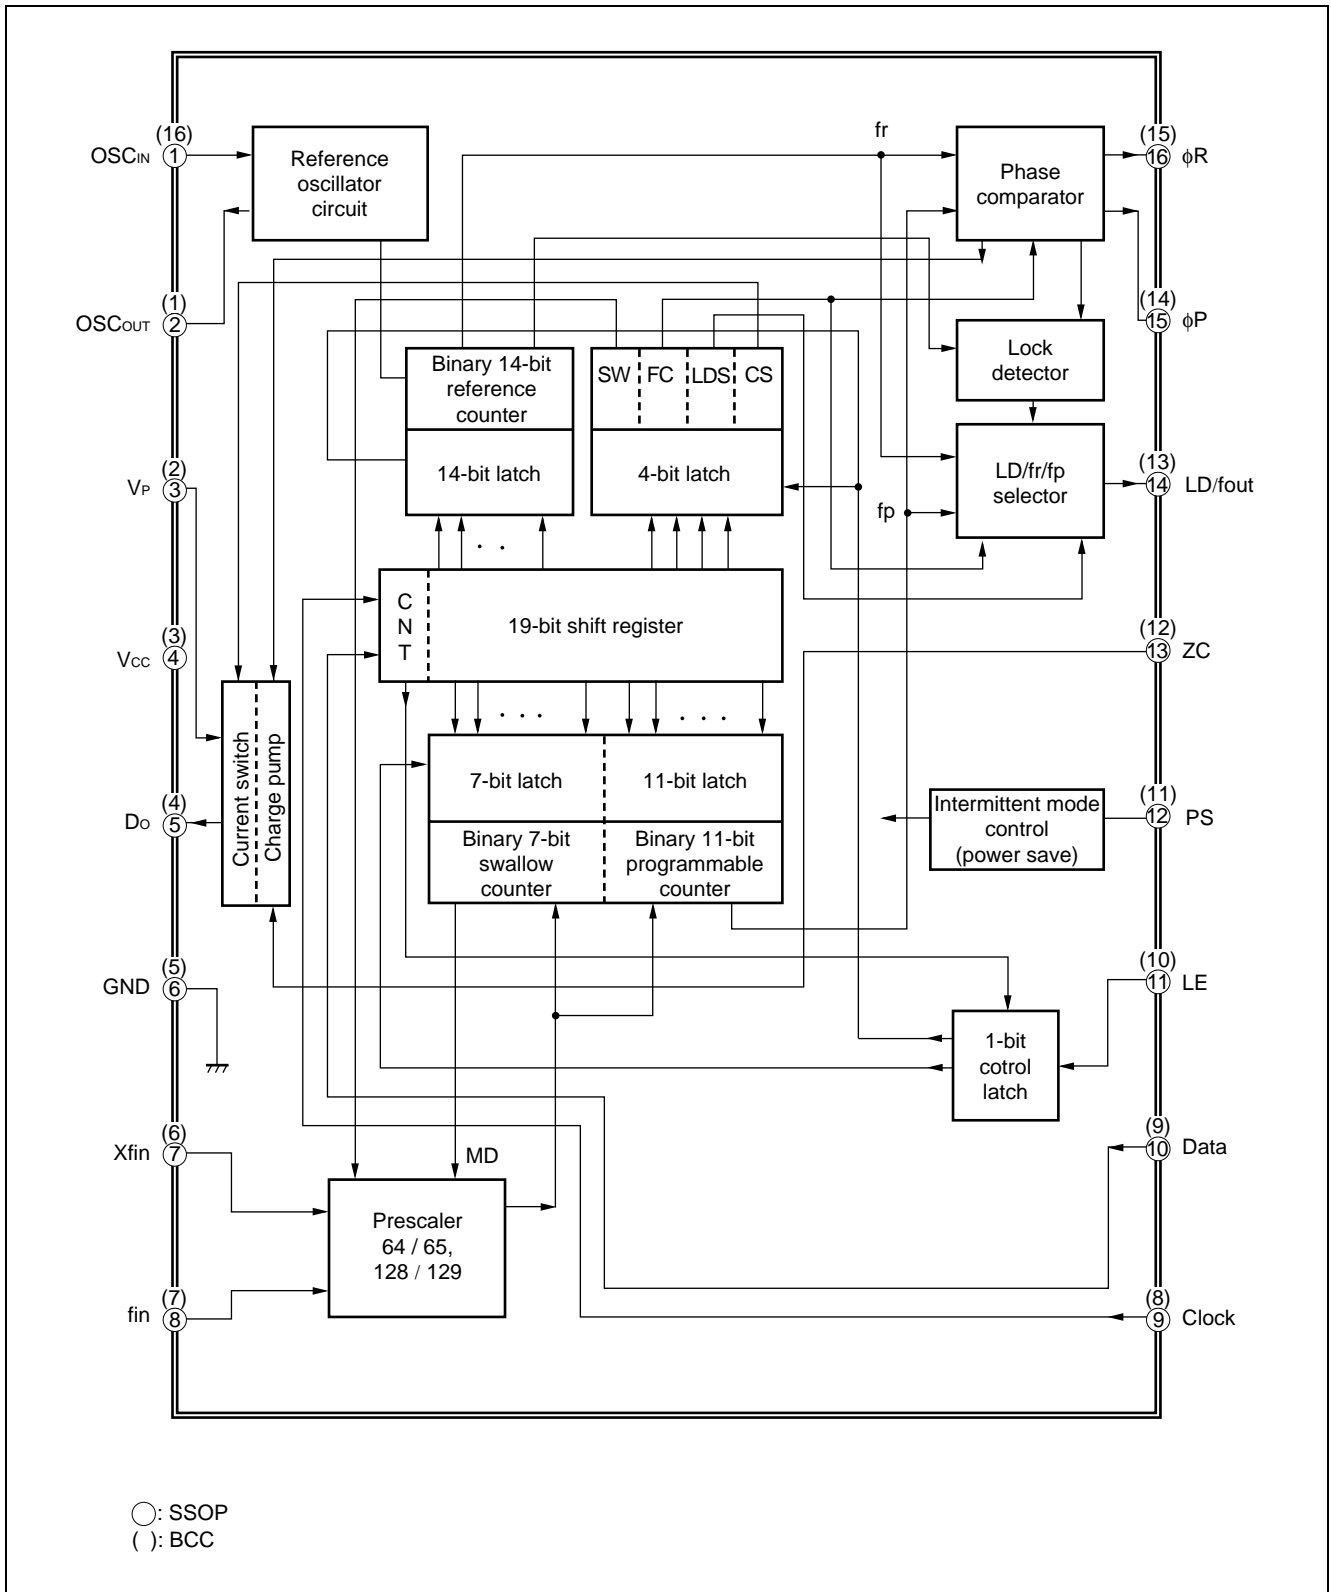 (16)
OSCIN 1
Reference
oscillator
circuit
fr
Phase
comparator
(15)
16 φR
(1)
OSCOUT 2
(14)
15 φP
Lock
detector
Binary 14-bit
reference
counter
14-bit latch
SW FC LDS CS
4-bit latch
(2)
VP 3
LD/fr/fp
selector
fp
(13)
14 LD/fout
. .
C
N
T
19-bit shift register
(3)
VCC 4
(12)
13 ZC
. . .
. . .
Current switch
Charge pump
7-bit latch
11-bit latch
Binary 7-bit
swallow
counter
Binary 11-bit
programmable
counter
(4)
DO 5
Intermittent mode
control
(power save)
(11)
12 PS
(5)
GND 6
(10)
11 LE
1-bit
cotrol
latch
(6)
Xfin 7
MD
(9)
10 Data
Prescaler
64 / 65,
128 / 129
(7)
fin 8
(8)
9 Clock
◯: SSOP
( ): BCC